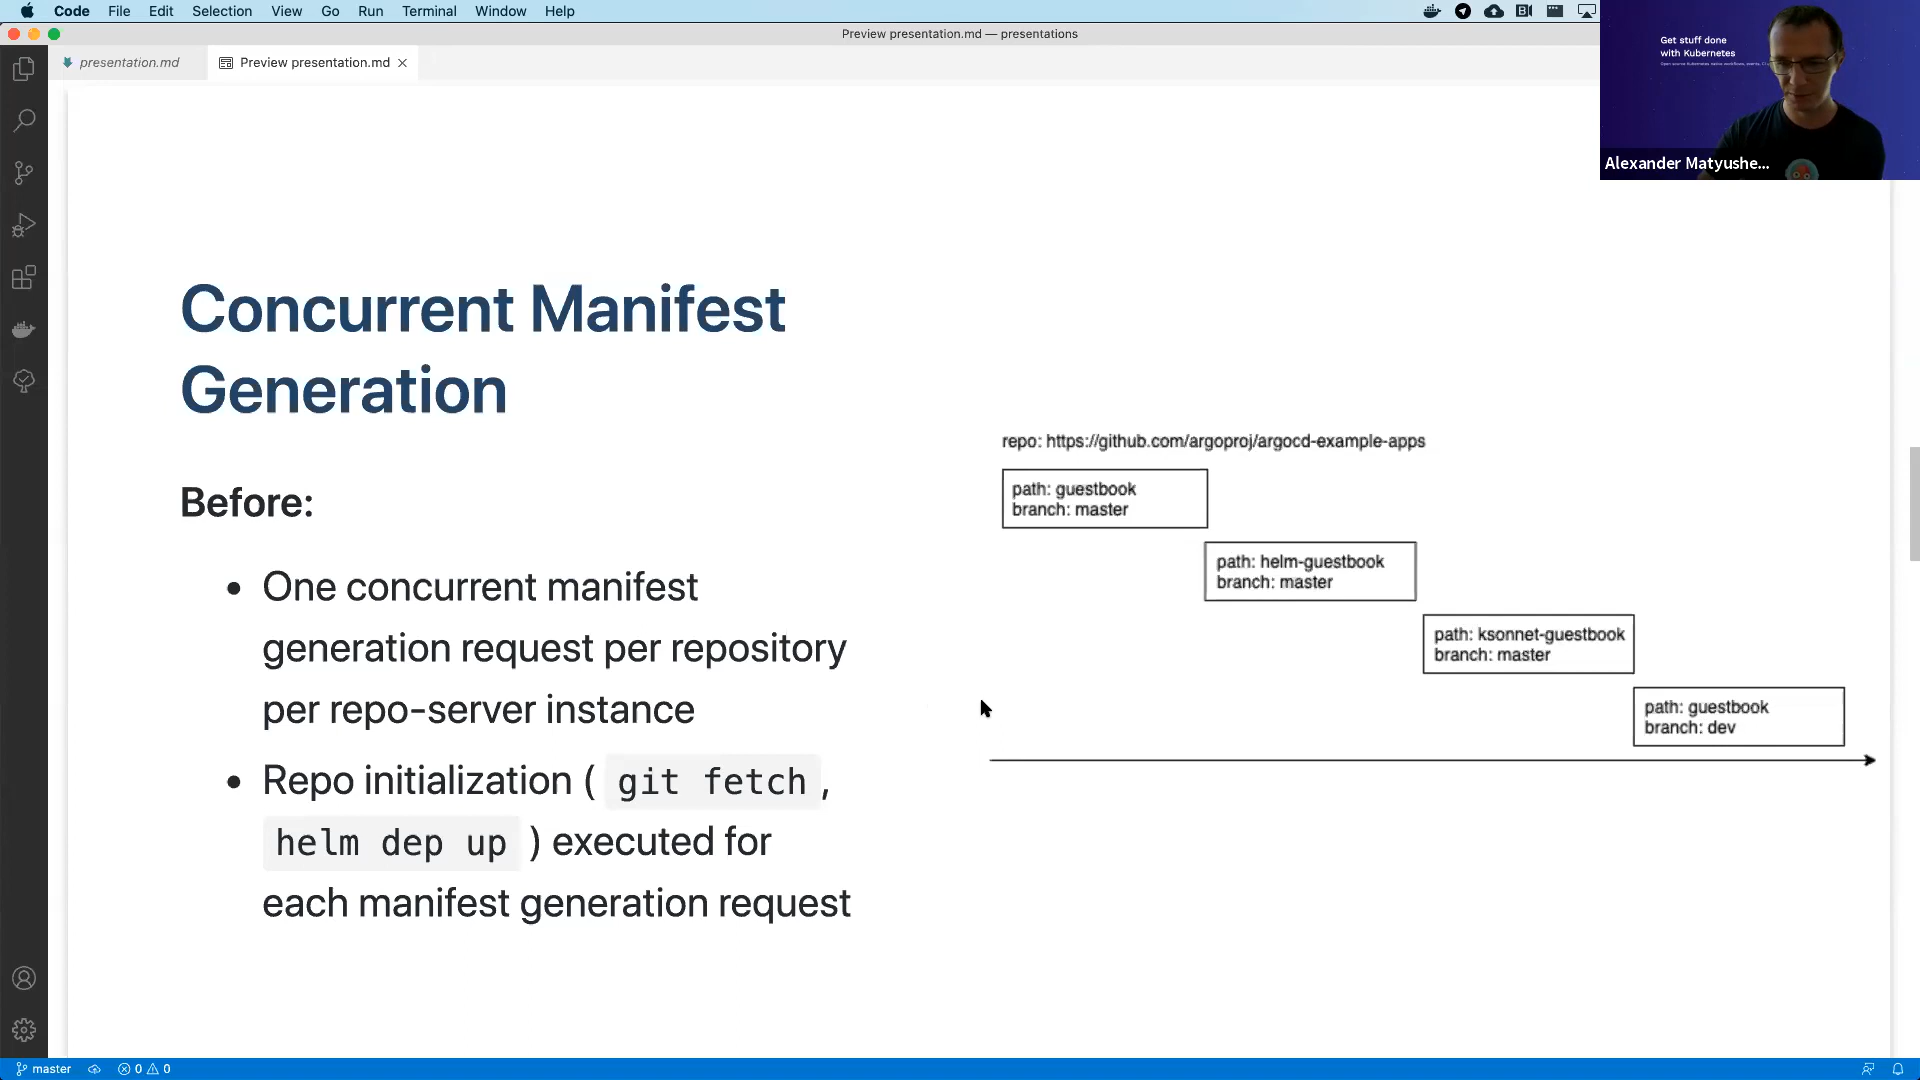 Code File Edit Selection View Go Run Terminal Window Help
Preview presentation.md — presentations
presentation.md
Preview presentation.md
Get stuff done
with Kubernetes
Alexander Matyushe...
Concurrent Manifest
Generation
Before:
• One concurrent manifest
generation request per repository
per repo-server instance
• Repo initialization ( git fetch ,
helm dep up ) executed for
each manifest generation request
repo: https://github.com/argoproj/argocd-example-apps
path: guestbook
branch: master
path: helm-guestbook
branch: master
path: ksonnet-guestbook
branch: master
path: guestbook
branch: dev
master 0 0